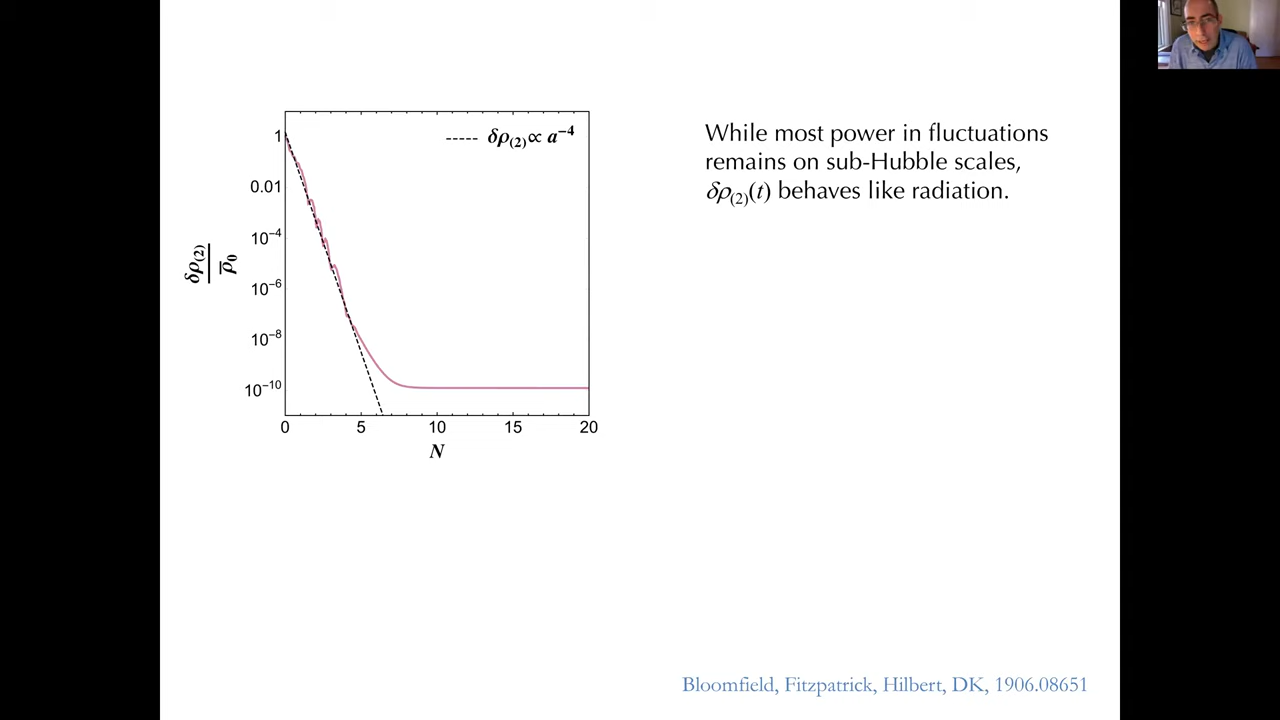 1
0.01
10⁻⁴
10⁻⁶
10⁻⁸
10⁻¹⁰
δρ₍₂₎
ρ̅₀
δρ₍₂₎∝ a⁻⁴
0 5 10 15 20
N
While most power in fluctuations
remains on sub-Hubble scales,
δρ₍₂₎(t) behaves like radiation.
Bloomfield, Fitzpatrick, Hilbert, DK, 1906.08651